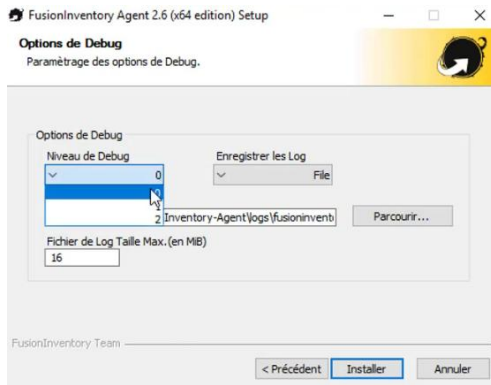 FusionInventory Agent 2.6 (x64 edition) Setup
Options de Debug
Paramètrage des options de Debug.
Options de Debug
Niveau de Debug
Enregistrer les Log
0
File
0
1
2
Inventory-Agent\logs\fusioninvent
Parcourir...
Fichier de Log Taille Max.(en MiB)
16
FusionInventory Team
< Précédent
Installer
Annuler